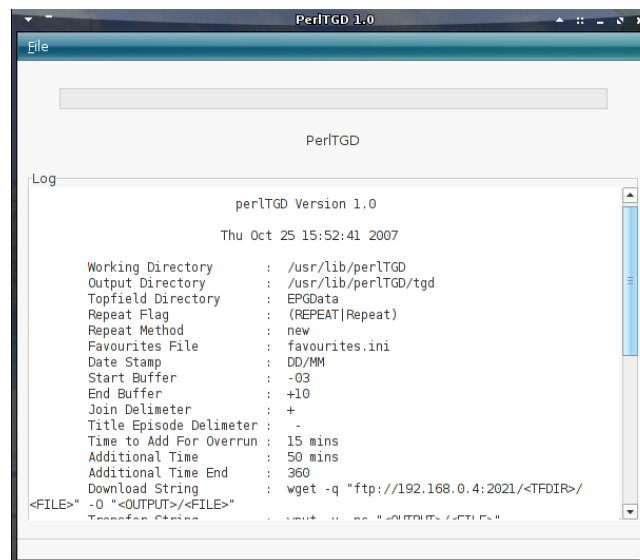 PerlTGD 1.0
File
PerlTGD
Log
perlTGD Version 1.0
Thu Oct 25 15:52:41 2007
Working Directory : /usr/lib/perlTGD
Output Directory : /usr/lib/perlTGD/tgd
Topfield Directory : EPGData
Repeat Flag : (REPEAT|Repeat)
Repeat Method : new
Favourites File : favourites.ini
Date Stamp : DD/MM
Start Buffer : -03
End Buffer : +10
Join Delimeter : +
Title Episode Delimeter : -
Time to Add For Overrun : 15 mins
Additional Time : 50 mins
Additional Time End : 360
Download String : wget -q "ftp://192.168.0.4:2021/<TFDIR>/
<FILE>" -O "<OUTPUT>/<FILE>"
Transfer String : "<OUTPUT>/<FILE>"